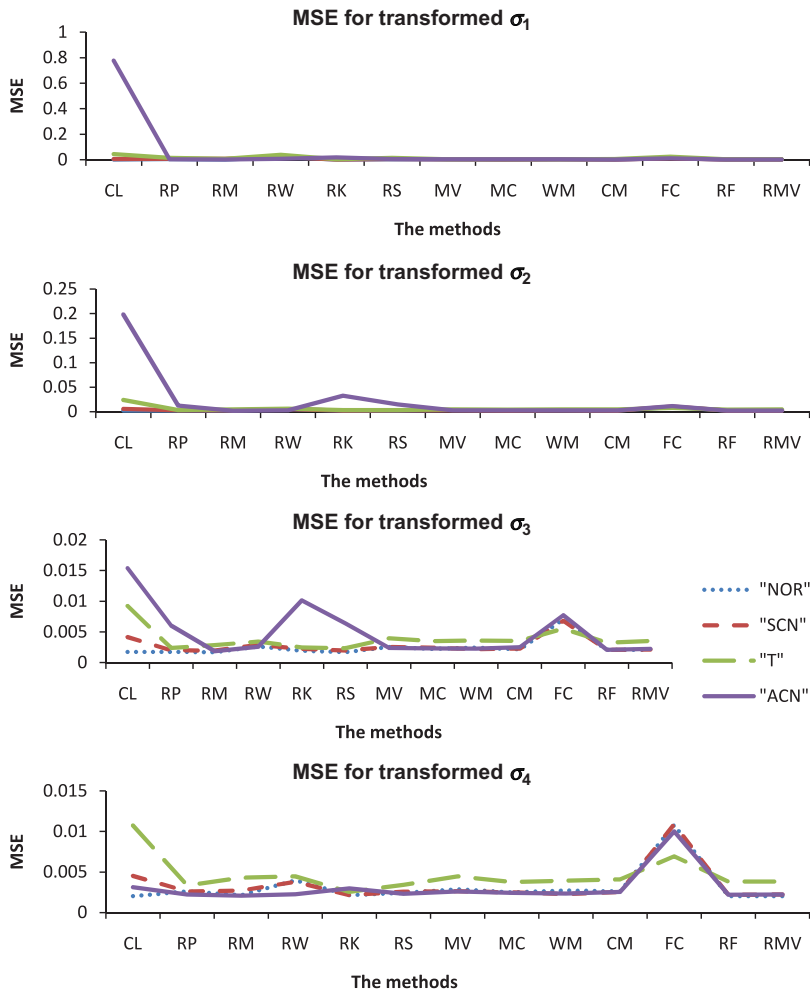 MSE for transformed σ1
1
0.8
0.6
0.4
0.2
0
MSE
CL RP RM RW RK RS MV MC WM CM FC RF RMV
The methods
MSE for transformed σ2
0.25
0.2
0.15
0.1
0.05
0
MSE
CL RP RM RW RK RS MV MC WM CM FC RF RMV
The methods
MSE for transformed σ3
0.02
0.015
0.01
0.005
0
MSE
CL RP RM RW RK RS MV MC WM CM FC RF RMV
The methods
"NOR"
"SCN"
"T"
"ACN"
MSE for transformed σ4
0.015
0.01
0.005
0
MSE
CL RP RM RW RK RS MV MC WM CM FC RF RMV
The methods